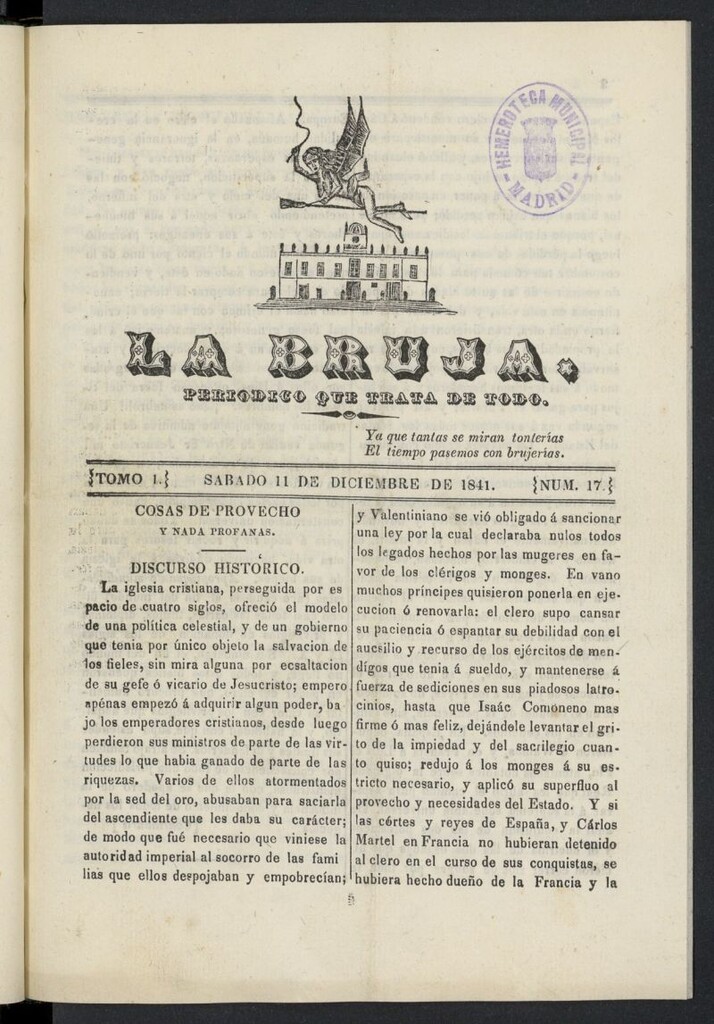 HEMEROTECA MUNICIPAL
MADRID
LA BRUJA.
PERIODICO QUE TRATA DE TODO.
Ya que tantas se miran tonterías
El tiempo pasemos con brujerias.
TOMO 1.
SABADO 11 DE DICIEMBRE DE 1841.
NUM. 17.
COSAS DE PROVECHO
Y NADA PROFANAS.
DISCURSO HISTÓRICO.
La iglesia cristiana, perseguida por es
pacio de cuatro siglos, ofreció el modelo
de una política celestial, y de un gobierno
que tenia por único objeto la salvacion de
los fieles, sin mira alguna por ecsaltacion
de su gefe ó vicario de Jesucristo; empero
apénas empezó á adquirir algun poder, ba
jo los emperadores cristianos, desde luego
perdieron sus ministros de parte de las vir-
tudes lo que habia ganado de parte de las
riquezas. Varios de ellos atormentados
por la sed del oro, abusaban para saciarla
del ascendiente que les daba su carácter;
de modo que fué necesario que viniese la
autoridad imperial al socorro de las fami
lias que ellos despojaban y empobrecían;
y Valentiniano se vió obligado á sancionar
una ley por la cual declaraba nulos todos
los legados hechos por las mugeres en fa-
vor de los clérigos y monges. En vano
muchos príncipes quisieron ponerla en eje-
cucion ó renovarla: el clero supo cansar
su paciencia ó espantar su debilidad con el
aucsilio y recurso de los ejércitos de men-
dígos que tenia á sueldo, y mantenerse á
fuerza de sediciones en sus piadosos latro-
cinios, hasta que Isaác Comoneno mas
firme ó mas feliz, dejándole levantar el gri-
to de la impiedad y del sacrilegio cuan-
to quiso; redujo á los monges á su es-
tricto necesario, y aplicó su superfluo al
provecho y necesidades del Estado. Y si
las córtes y reyes de España, y Cárlos
Martel en Francia no hubieran detenido
al clero en el curso de sus conquistas, se
hubiera hecho dueño de la Francia y la